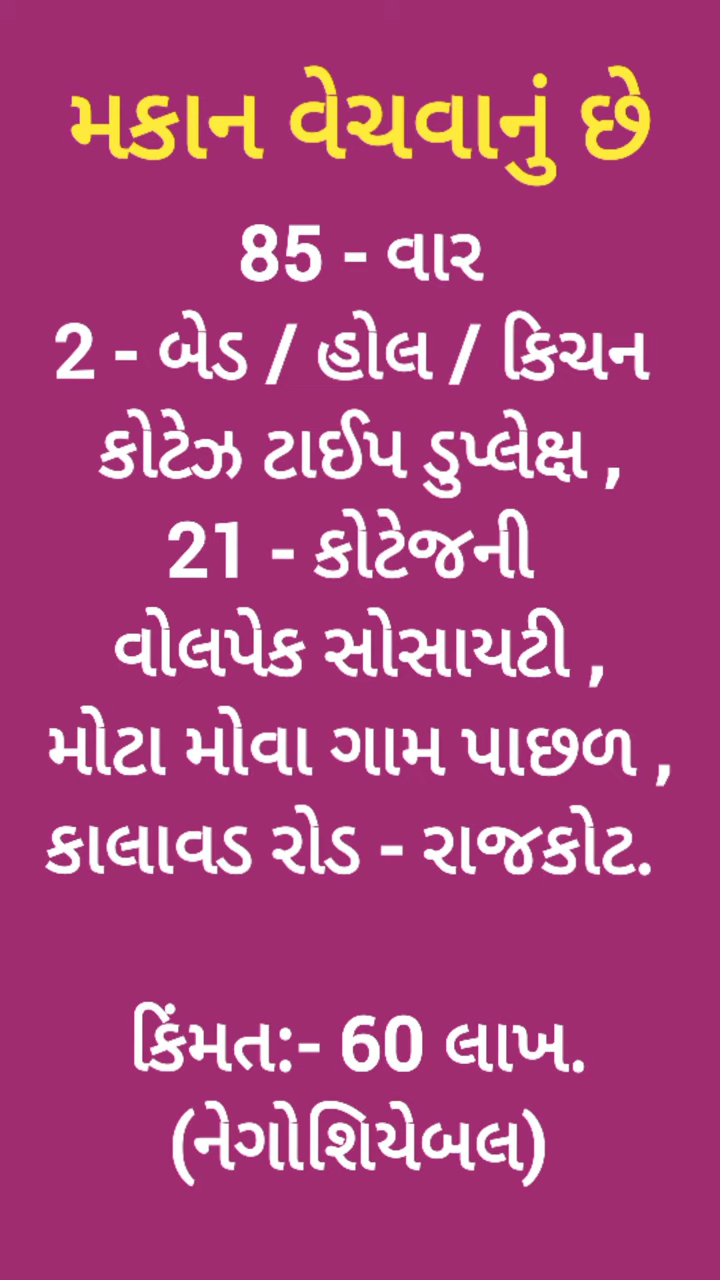 મકાન વેચવાનું છે
85 - વાર
2 - બેડ / હોલ / કિચન
કોટેઝ ટાઈપ ડુપ્લેક્ષ ,
21 - કોટેજની
વોલપેક સોસાયટી ,
મોટા મોવા ગામ પાછળ ,
કાલાવડ રોડ - રાજકોટ.
કિંમત:- 60 લાખ.
(નેગોશિયેબલ)